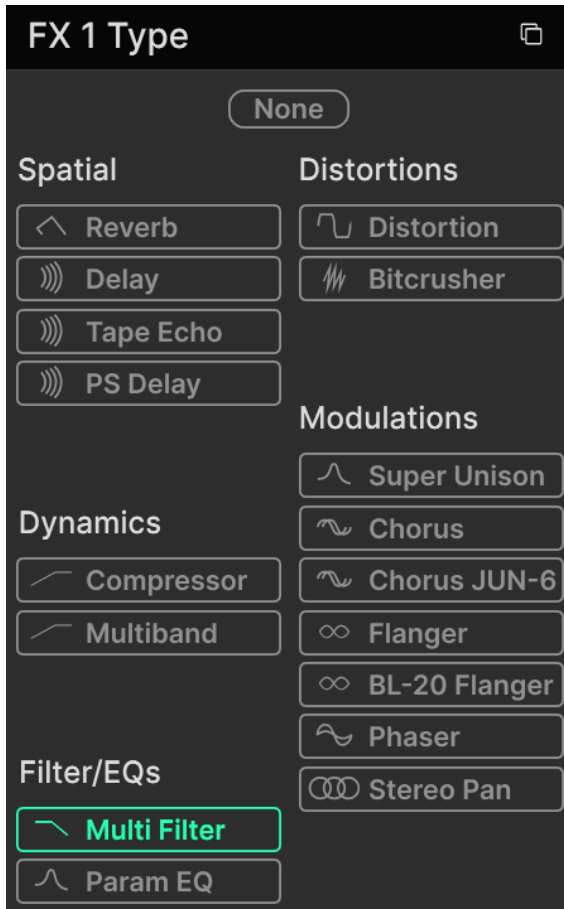 FX 1 Type
None
Spatial
Reverb
Delay
Tape Echo
PS Delay
Dynamics
Compressor
Multiband
Filter/EQs
Multi Filter
Param EQ
Distortions
Distortion
Bitcrusher
Modulations
Super Unison
Chorus
Chorus JUN-6
Flanger
BL-20 Flanger
Phaser
Stereo Pan